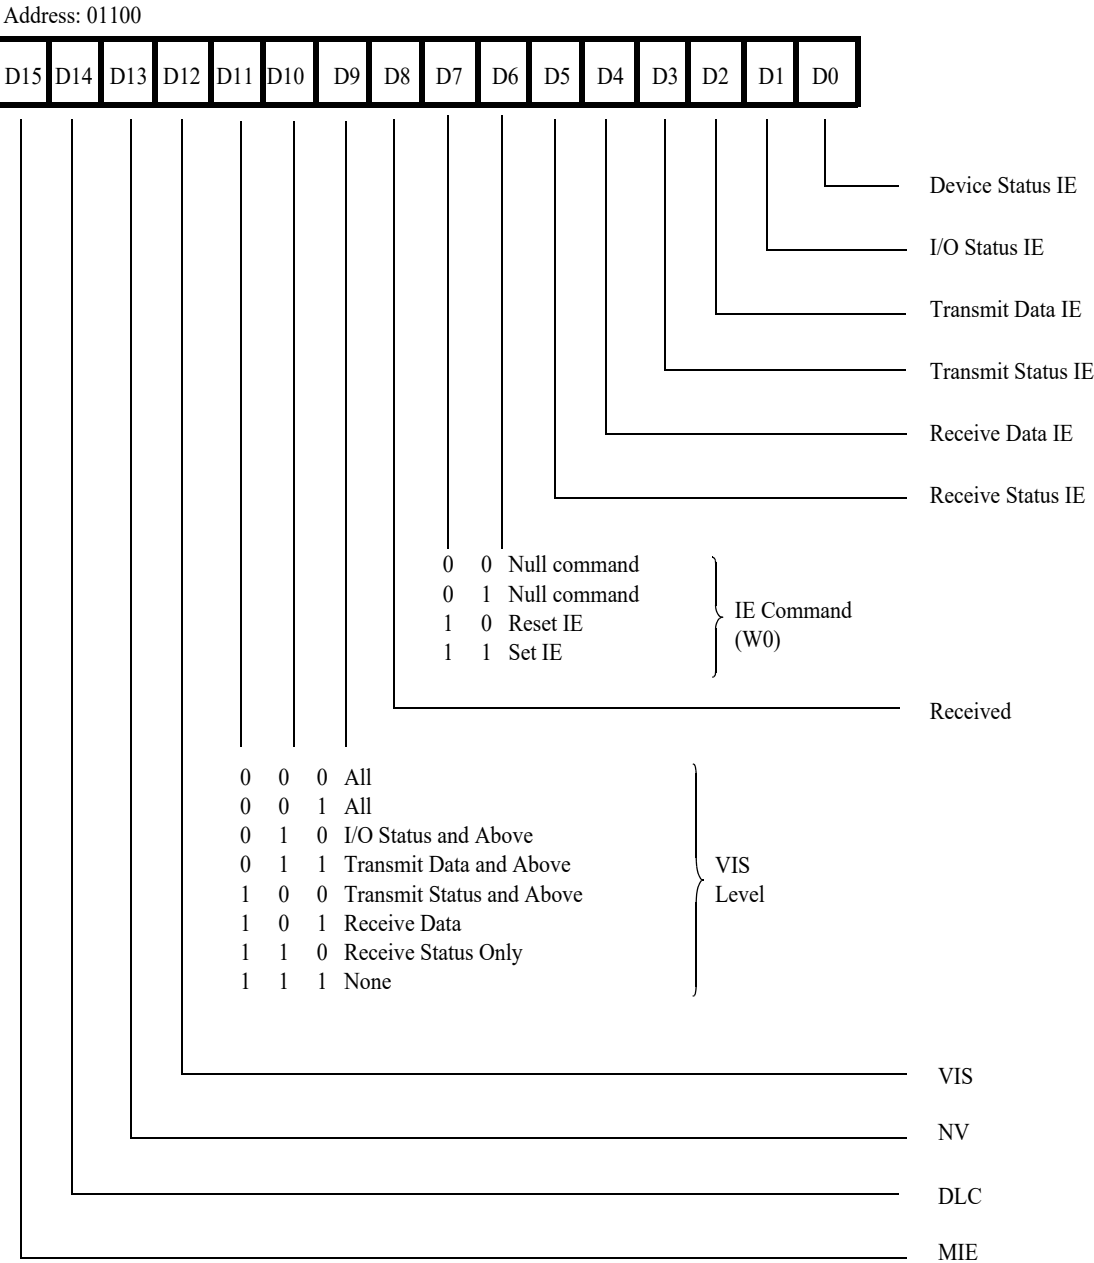 Address: 01100
D15 D14 D13 D12 D11 D10 D9 D8 D7 D6 D5 D4 D3 D2 D1 D0
Device Status IE
I/O Status IE
Transmit Data IE
Transmit Status IE
Receive Data IE
Receive Status IE
0 0 Null command
0 1 Null command
1 0 Reset IE
1 1 Set IE
IE Command
(W0)
Received
0 0 0 All
0 0 1 All
0 1 0 I/O Status and Above
0 1 1 Transmit Data and Above
1 0 0 Transmit Status and Above
1 0 1 Receive Data
1 1 0 Receive Status Only
1 1 1 None
VIS
Level
VIS
NV
DLC
MIE